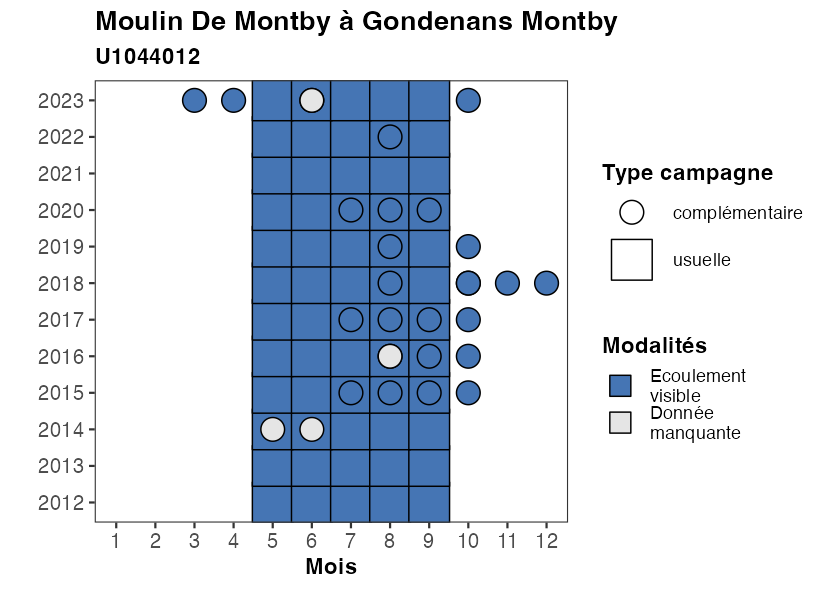 Moulin De Montby à Gondenans Montby
U1044012
2023
2022
2021
2020
2019
2018
2017
2016
2015
2014
2013
2012
1 2 3 4 5 6 7 8 9 10 11 12
Mois
Type campagne
complémentaire
usuelle
Modalités
Ecoulement
visible
Donnée
manquante